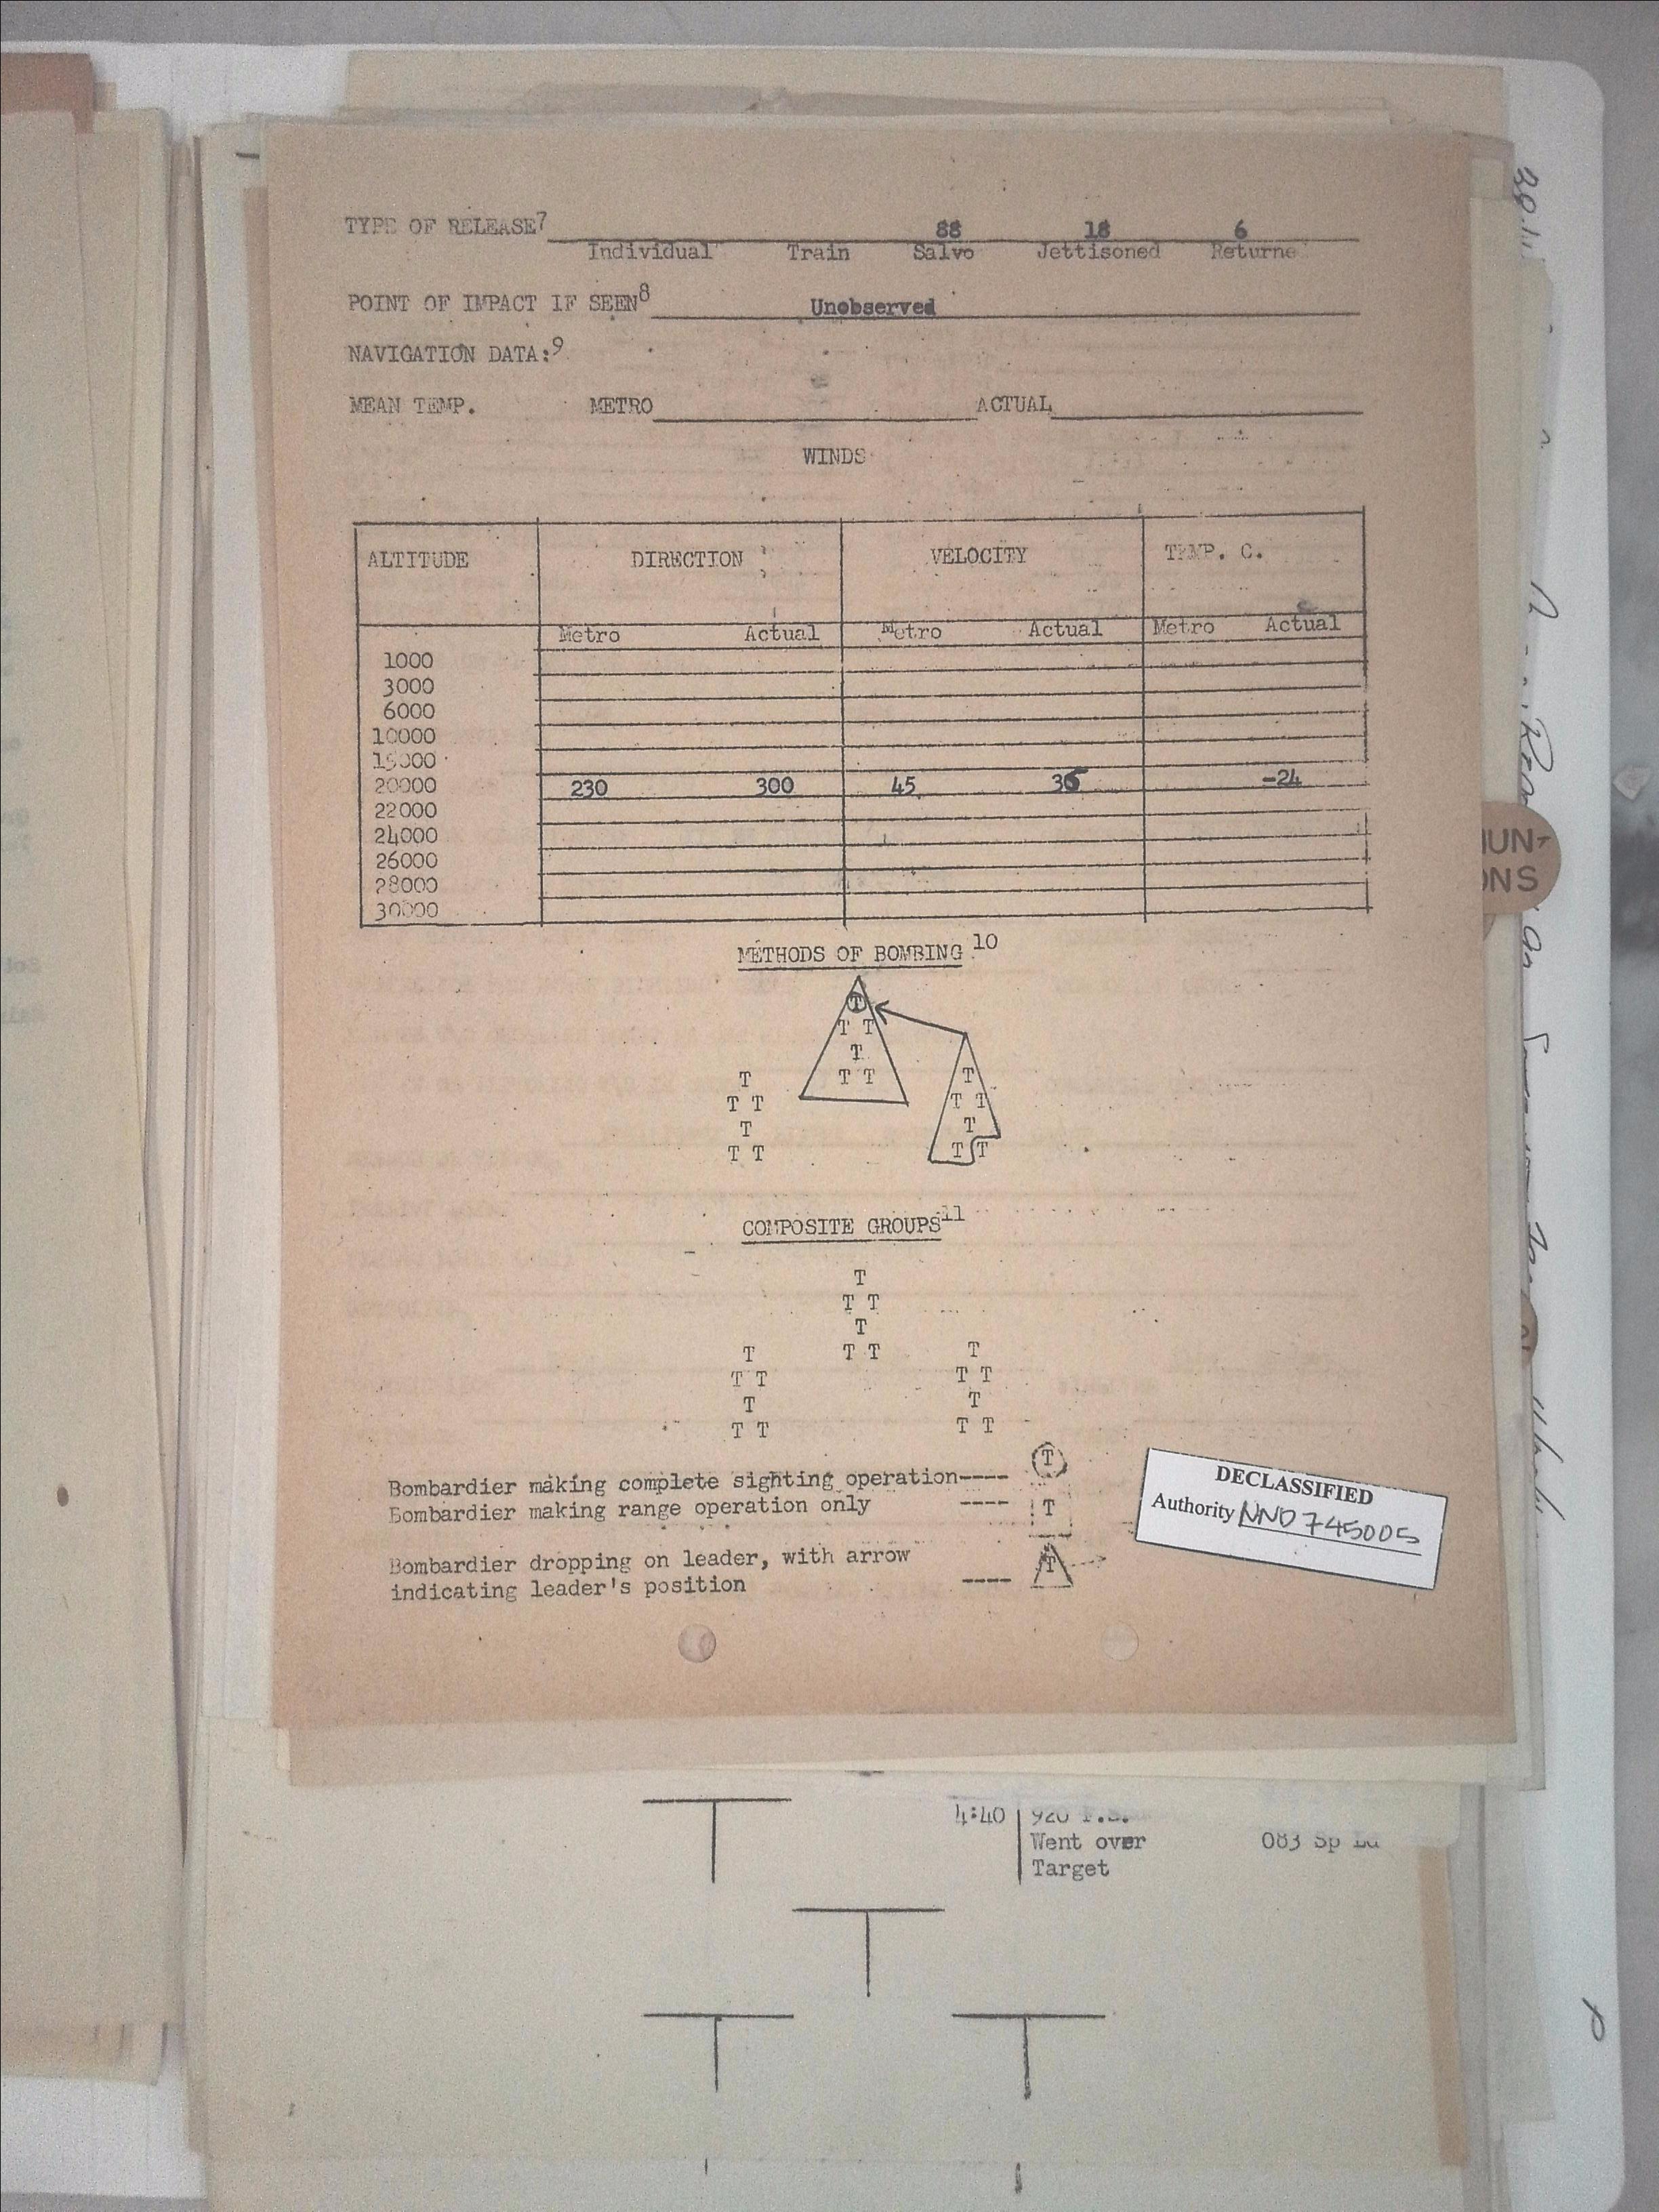 88 18 6
TYPE OF RELEASE7
Individual Train Salvo Jettisoned Returne
POINT OF IMPACT IF SEEN8 Unobserved
NAVIGATION DATA:9
MEAN TEMP. METRO ACTUAL
WINDS
ALTITUDE DIRECTION VELOCITY TEMP. C.
Metro Actual Metro Actual Metro Actual
1000
3000
6000
10000
15000
20000 230 300 45 36 -24
22000
24000
26000
28000
30000
METHODS OF BOMBING 10
T
T T
T
T T
T
T T
T
T T
T
T T
T
T T
COMPOSITE GROUPS11
T
T T
T
T T
T
T T
T
T T
T
T T
T
T T
Bombardier making complete sighting operation---- T
Bombardier making range operation only ---- T
Bombardier dropping on leader, with arrow
indicating leader's position ---- T
DECLASSIFIED
Authority NND 745005
4:40 920
Went over 083 Sp
Target